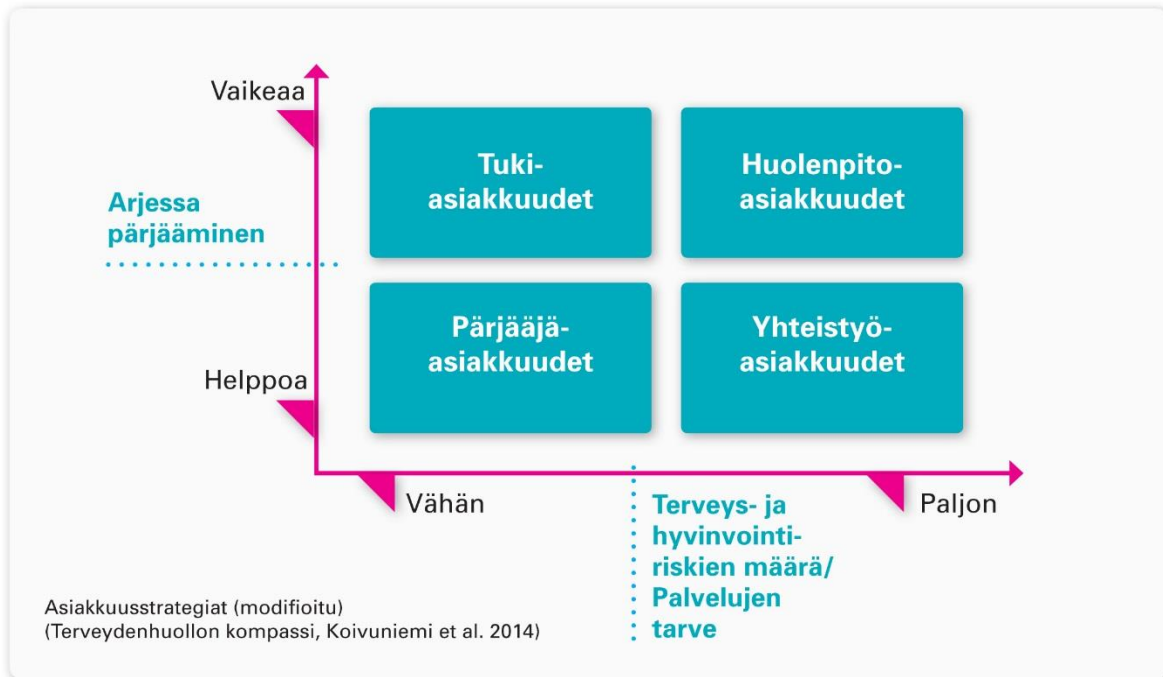 Vaikeaa
Tuki-
asiakkuudet
Huolenpito-
asiakkuudet
Arjessa
pärjääminen
Pärjääjä-
asiakkuudet
Yhteistyö-
asiakkuudet
Helppoa
Vähän
Terveys- ja
hyvinvointi-
riskien määrä/
Palvelujen
tarve
Paljon
Asiakkuusstrategiat (modifioitu)
(Terveydenhuollon kompassi, Koivuniemi et al. 2014)